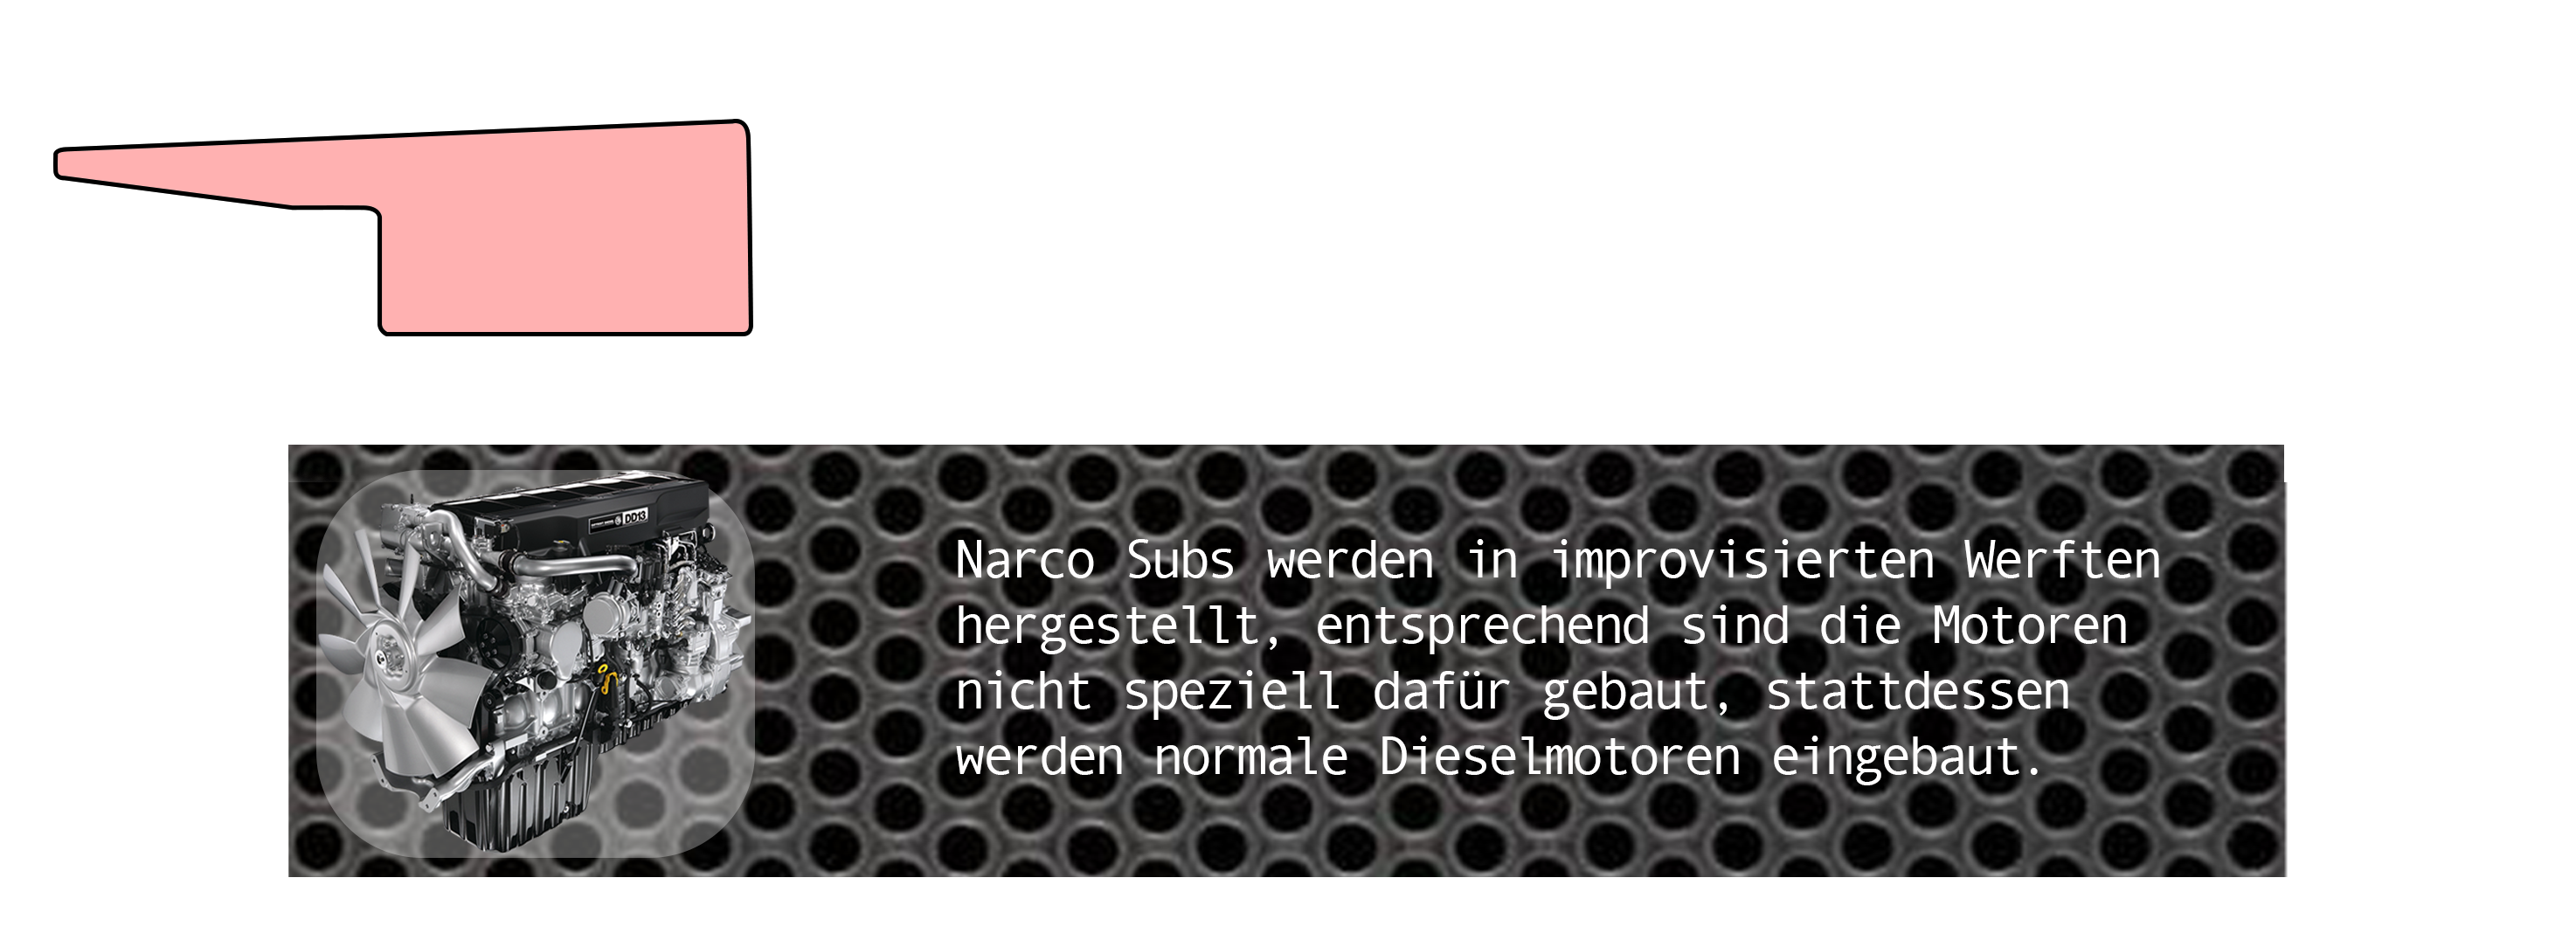 DD13
Narco Subs werden in improvisierten Werften
hergestellt, entsprechend sind die Motoren
nicht speziell dafür gebaut, stattdessen
werden normale Dieselmotoren eingebaut.